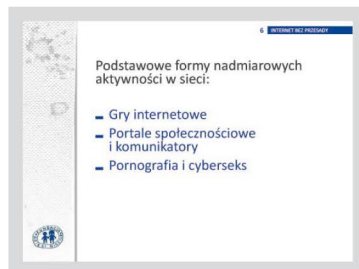 6 INTERNET BEZ PRZESADY
Podstawowe formy nadmiarowych
aktywności w sieci:
Gry internetowe
Portale społecznościowe
i komunikatory
Pornografia i cyberseks